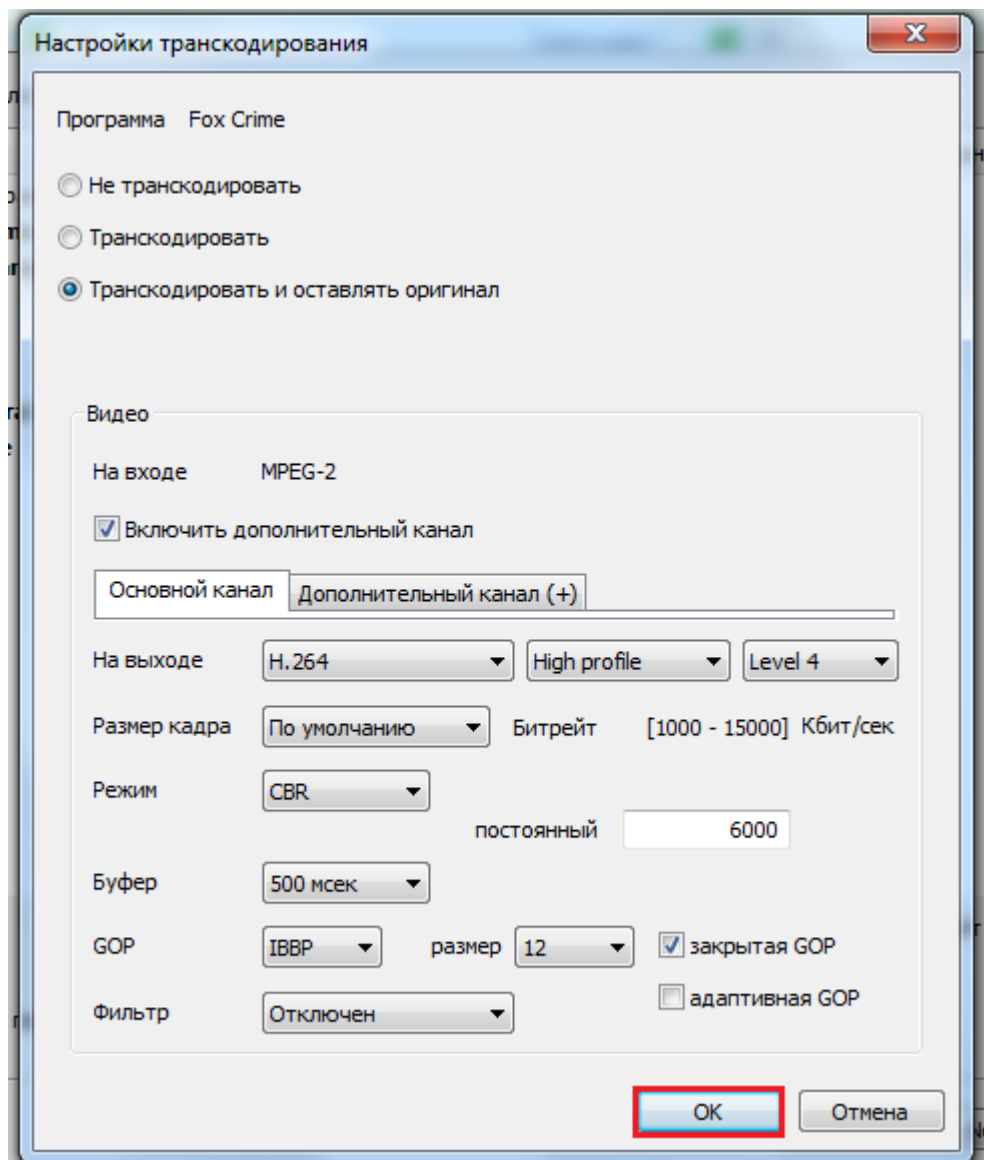 Настройки транскодирования
Программа Fox Crime
Не транскодировать
Транскодировать
Транскодировать и оставлять оригинал
Видео
На входе MPEG-2
Включить дополнительный канал
Основной канал Дополнительный канал (+)
На выходе H.264 High profile Level 4
Размер кадра По умолчанию Битрейт [1000 - 15000] Кбит/сек
Режим CBR
постоянный 6000
Буфер 500 мсек
GOP IBBP размер 12 закрытая GOP
адаптивная GOP
Фильтр Отключен
OK Отмена